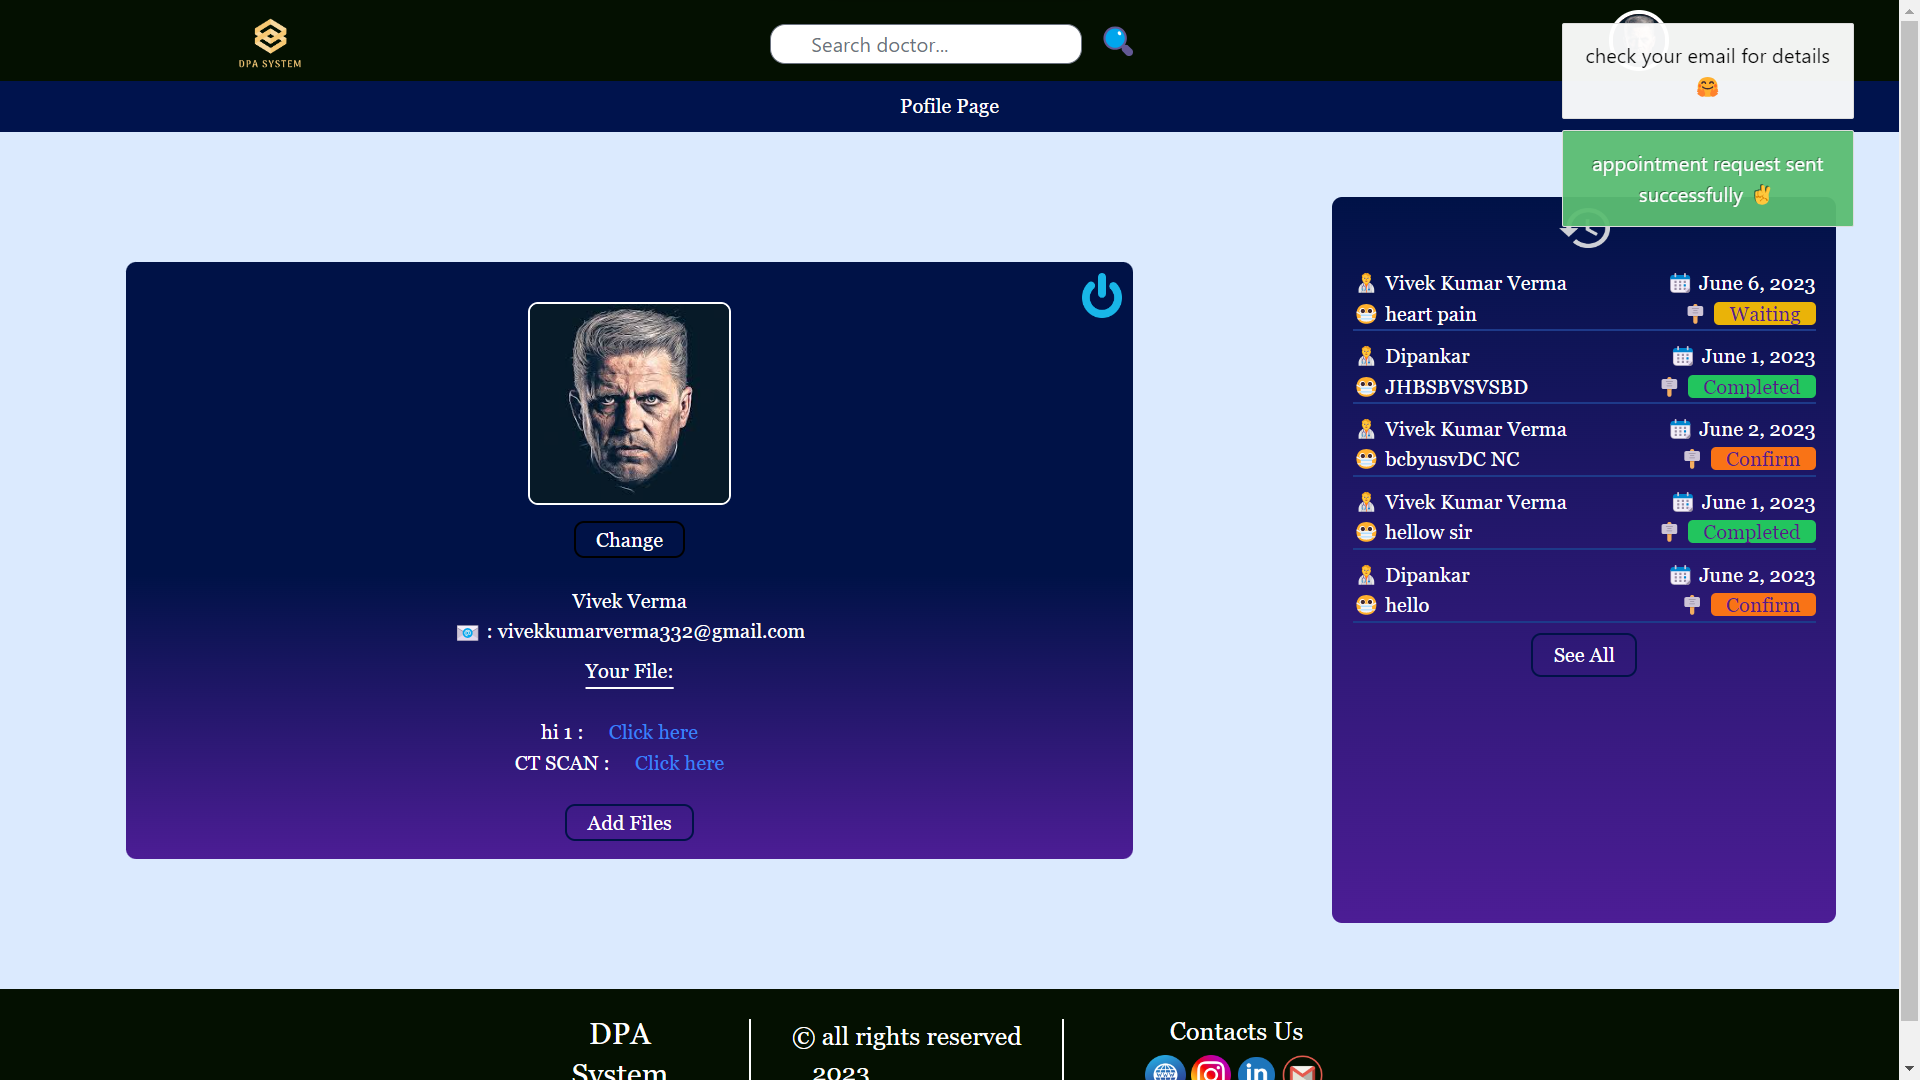 DPA SYSTEM
Search doctor...
check your email for details
🤗
Pofile Page
appointment request sent
successfully ✌
Change
Vivek Verma
📧 : vivekkumarverma332@gmail.com
Your File:
hi 1 : Click here
CT SCAN : Click here
Add Files
Vivek Kumar Verma June 6, 2023
heart pain Waiting
Dipankar June 1, 2023
JHBSBVSVSBD Completed
Vivek Kumar Verma June 2, 2023
bcbyusvDC NC Confirm
Vivek Kumar Verma June 1, 2023
hellow sir Completed
Dipankar June 2, 2023
hello Confirm
See All
DPA
System
© all rights reserved
2023
Contacts Us